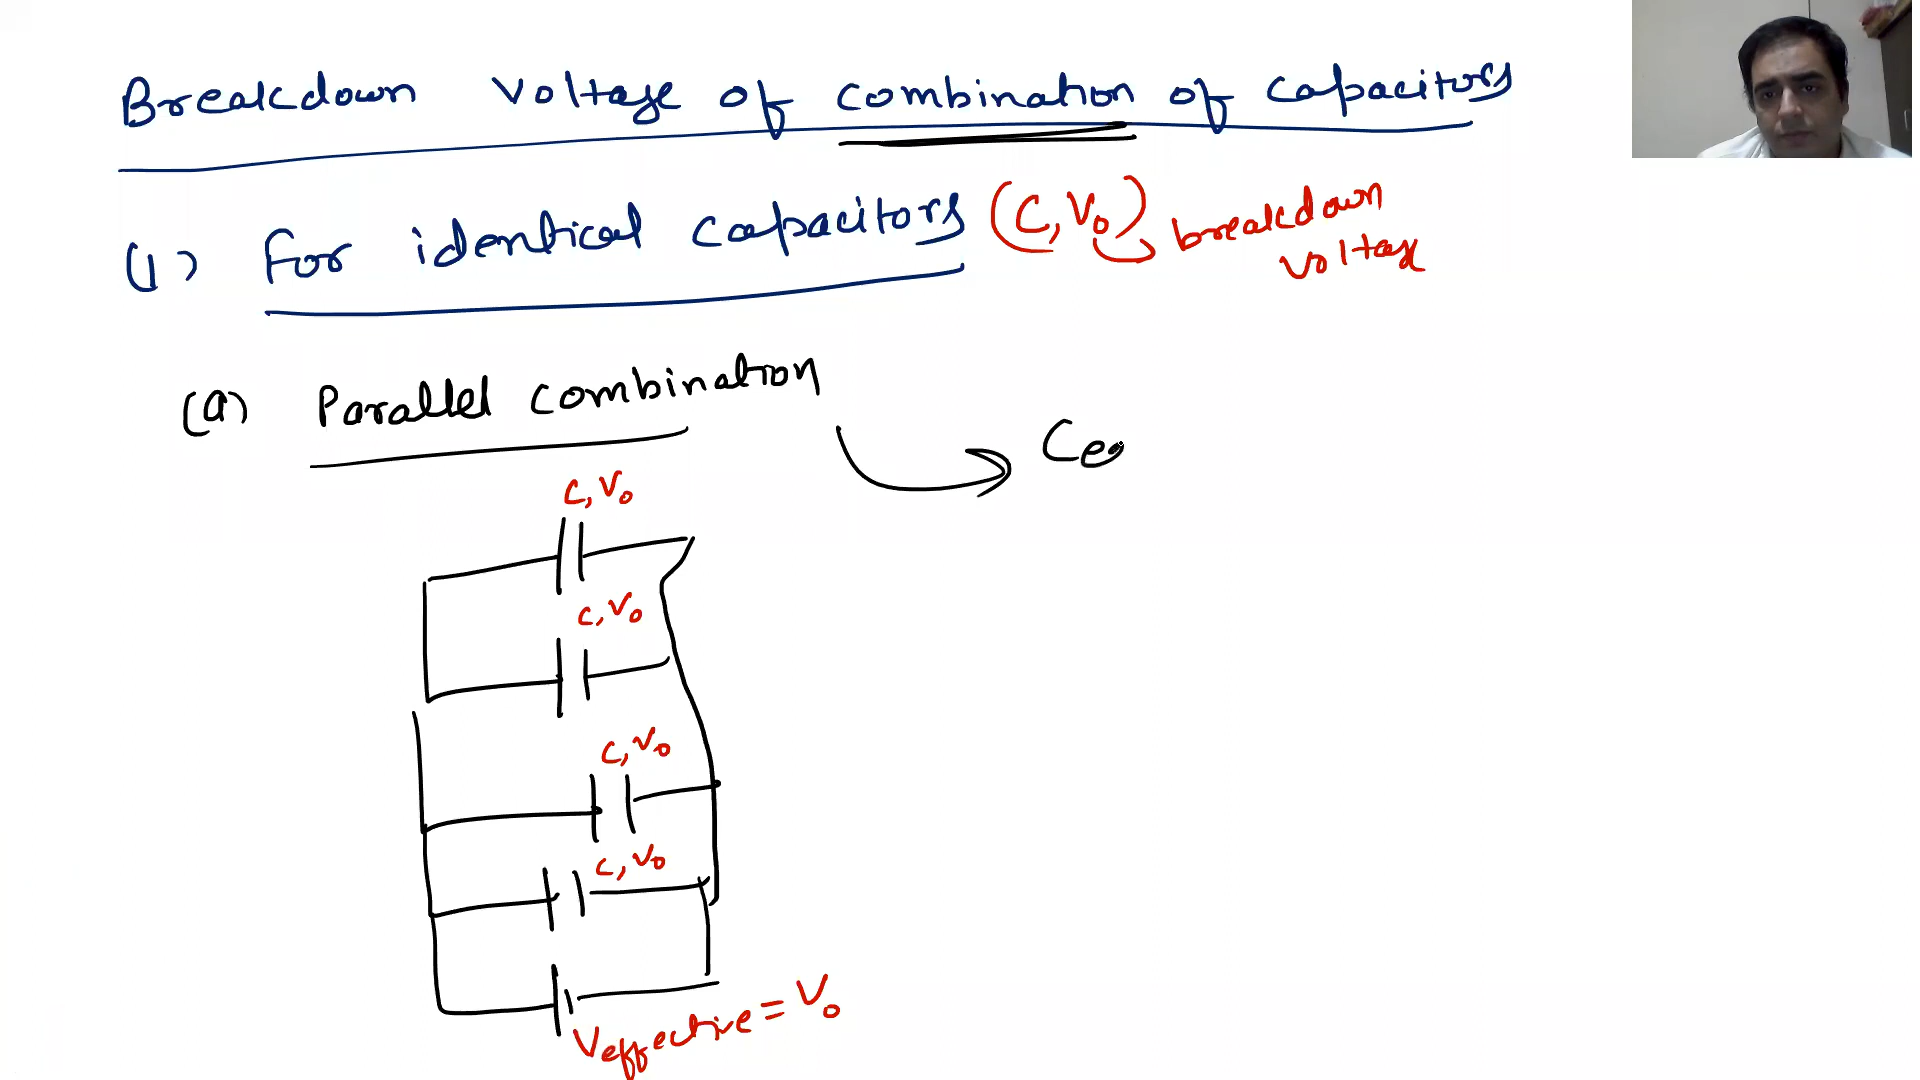 Breakdown voltage of combination of capacitors
(1) For identical capacitors (C, V₀) breakdown
voltage
(a) Parallel combination
Ce
C, V₀
C, V₀
C, V₀
C, V₀
Veffective = V₀